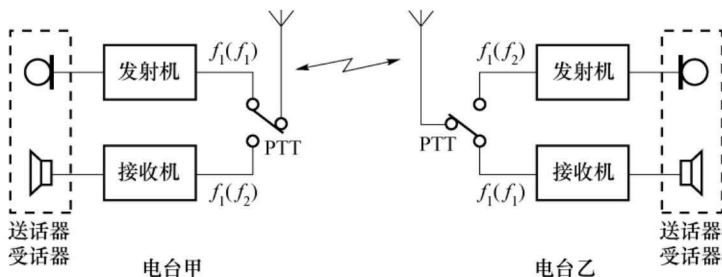 发射机
f₁(f₁)
f₁(f₂)
发射机
PTT
PTT
接收机
f₁(f₂)
f₁(f₁)
接收机
送话器
受话器
送话器
受话器
电台甲
电台乙